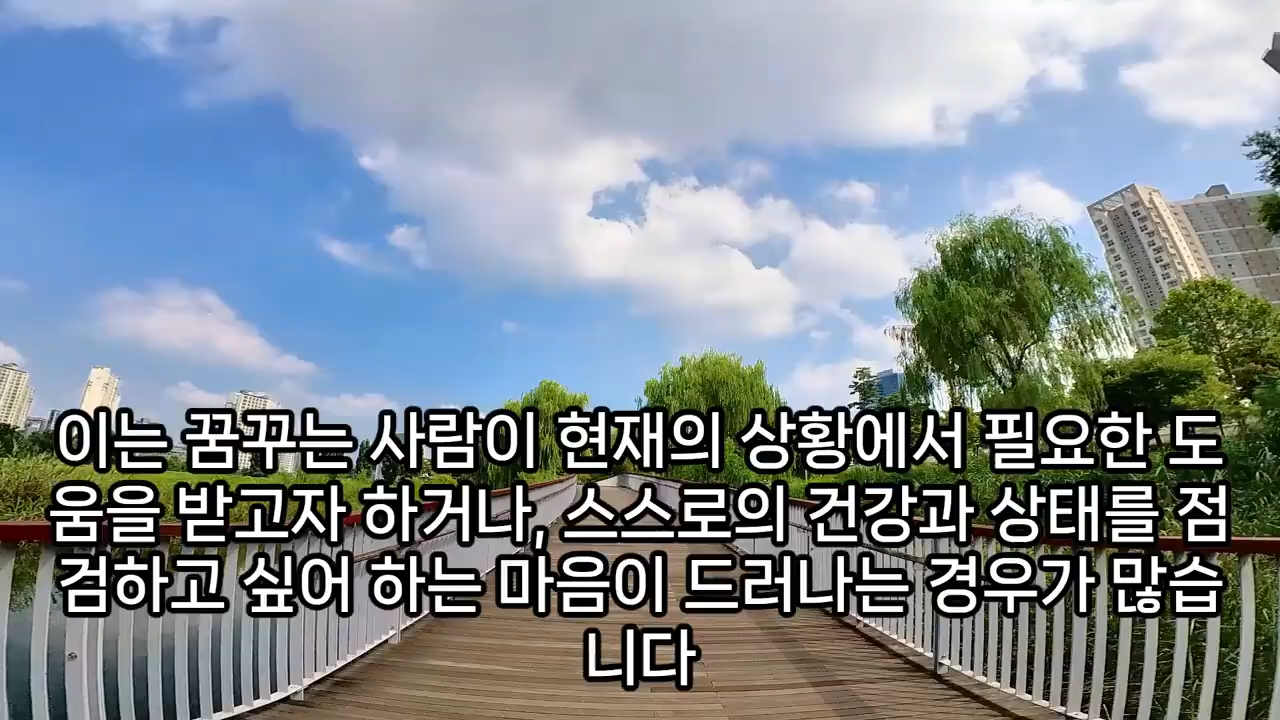 이는 꿈꾸는 사람이 현재의 상황에서 필요한 도
움을 받고자 하거나, 스스로의 건강과 상태를 점
검하고 싶어 하는 마음이 드러나는 경우가 많습
니다